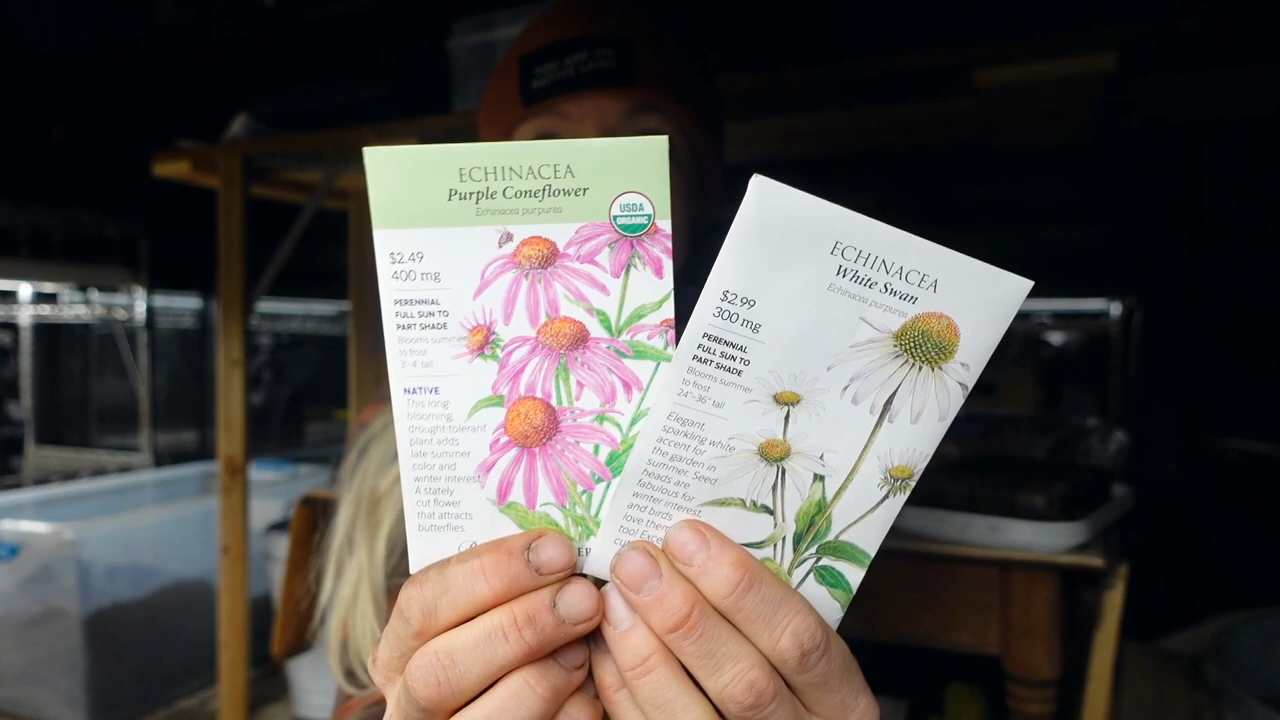 ECHINACEA
Purple Coneflower
Echinacea purpurea
USDA
ORGANIC
$2.49
400 mg
PERENNIAL
FULL SUN TO
PART SHADE
Blooms summer
to frost
3'-4' tall
NATIVE
This long-
blooming,
drought-tolerant
plant adds
late summer
color and
winter interest.
A stately
cut flower
that attracts
butterflies.
ECHINACEA
White Swan
Echinacea purpurea
$2.99
300 mg
PERENNIAL
FULL SUN TO
PART SHADE
Blooms summer
to frost
24"-36" tall
Elegant,
sparkling white
accent for
the garden in
summer. Seed
heads are
fabulous for
winter interest
and birds
love them
too!